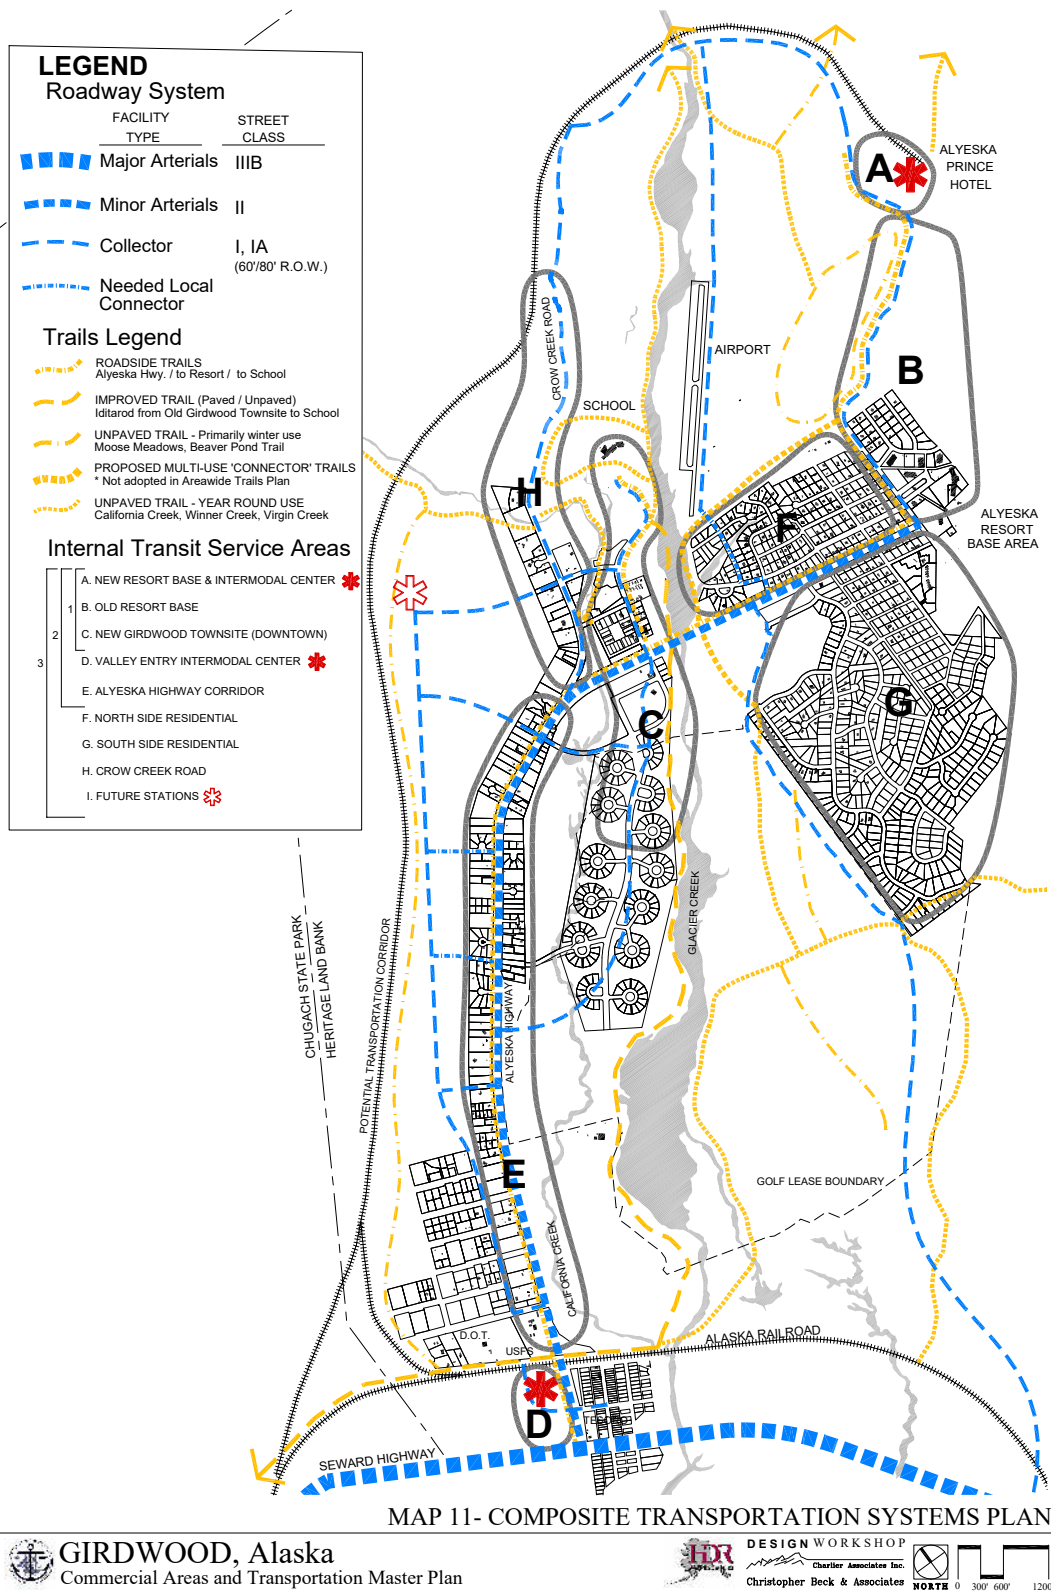 LEGEND
Roadway System
FACILITY TYPE
STREET CLASS
Major Arterials IIIB
Minor Arterials II
Collector I, IA
(60'/80' R.O.W.)
Needed Local
Connector
Trails Legend
ROADSIDE TRAILS
Alyeska Hwy. / to Resort / to School
IMPROVED TRAIL (Paved / Unpaved)
Iditarod from Old Girdwood Townsite to School
UNPAVED TRAIL - Primarily winter use
Moose Meadows, Beaver Pond Trail
PROPOSED MULTI-USE 'CONNECTOR' TRAILS
* Not adopted in Areawide Trails Plan
UNPAVED TRAIL - YEAR ROUND USE
California Creek, Winner Creek, Virgin Creek
Internal Transit Service Areas
A. NEW RESORT BASE & INTERMODAL CENTER
B. OLD RESORT BASE
C. NEW GIRDWOOD TOWNSITE (DOWNTOWN)
D. VALLEY ENTRY INTERMODAL CENTER
E. ALYESKA HIGHWAY CORRIDOR
F. NORTH SIDE RESIDENTIAL
G. SOUTH SIDE RESIDENTIAL
H. CROW CREEK ROAD
I. FUTURE STATIONS
1
2
3
A
ALYESKA
PRINCE
HOTEL
B
CROW CREEK ROAD
AIRPORT
SCHOOL
H
F
ALYESKA
RESORT
BASE AREA
G
C
GLACIER CREEK
CHUGACH STATE PARK
HERITAGE LAND BANK
POTENTIAL TRANSPORTATION CORRIDOR
ALYESKA HIGHWAY
E
GOLF LEASE BOUNDARY
CALIFORNIA CREEK
D.O.T.
USFS
ALASKA RAILROAD
D
SEWARD HIGHWAY
MAP 11- COMPOSITE TRANSPORTATION SYSTEMS PLAN
GIRDWOOD, Alaska
Commercial Areas and Transportation Master Plan
HDR
DESIGN WORKSHOP
Charlier Associates Inc.
Christopher Beck & Associates
NORTH
0 300' 600' 1200